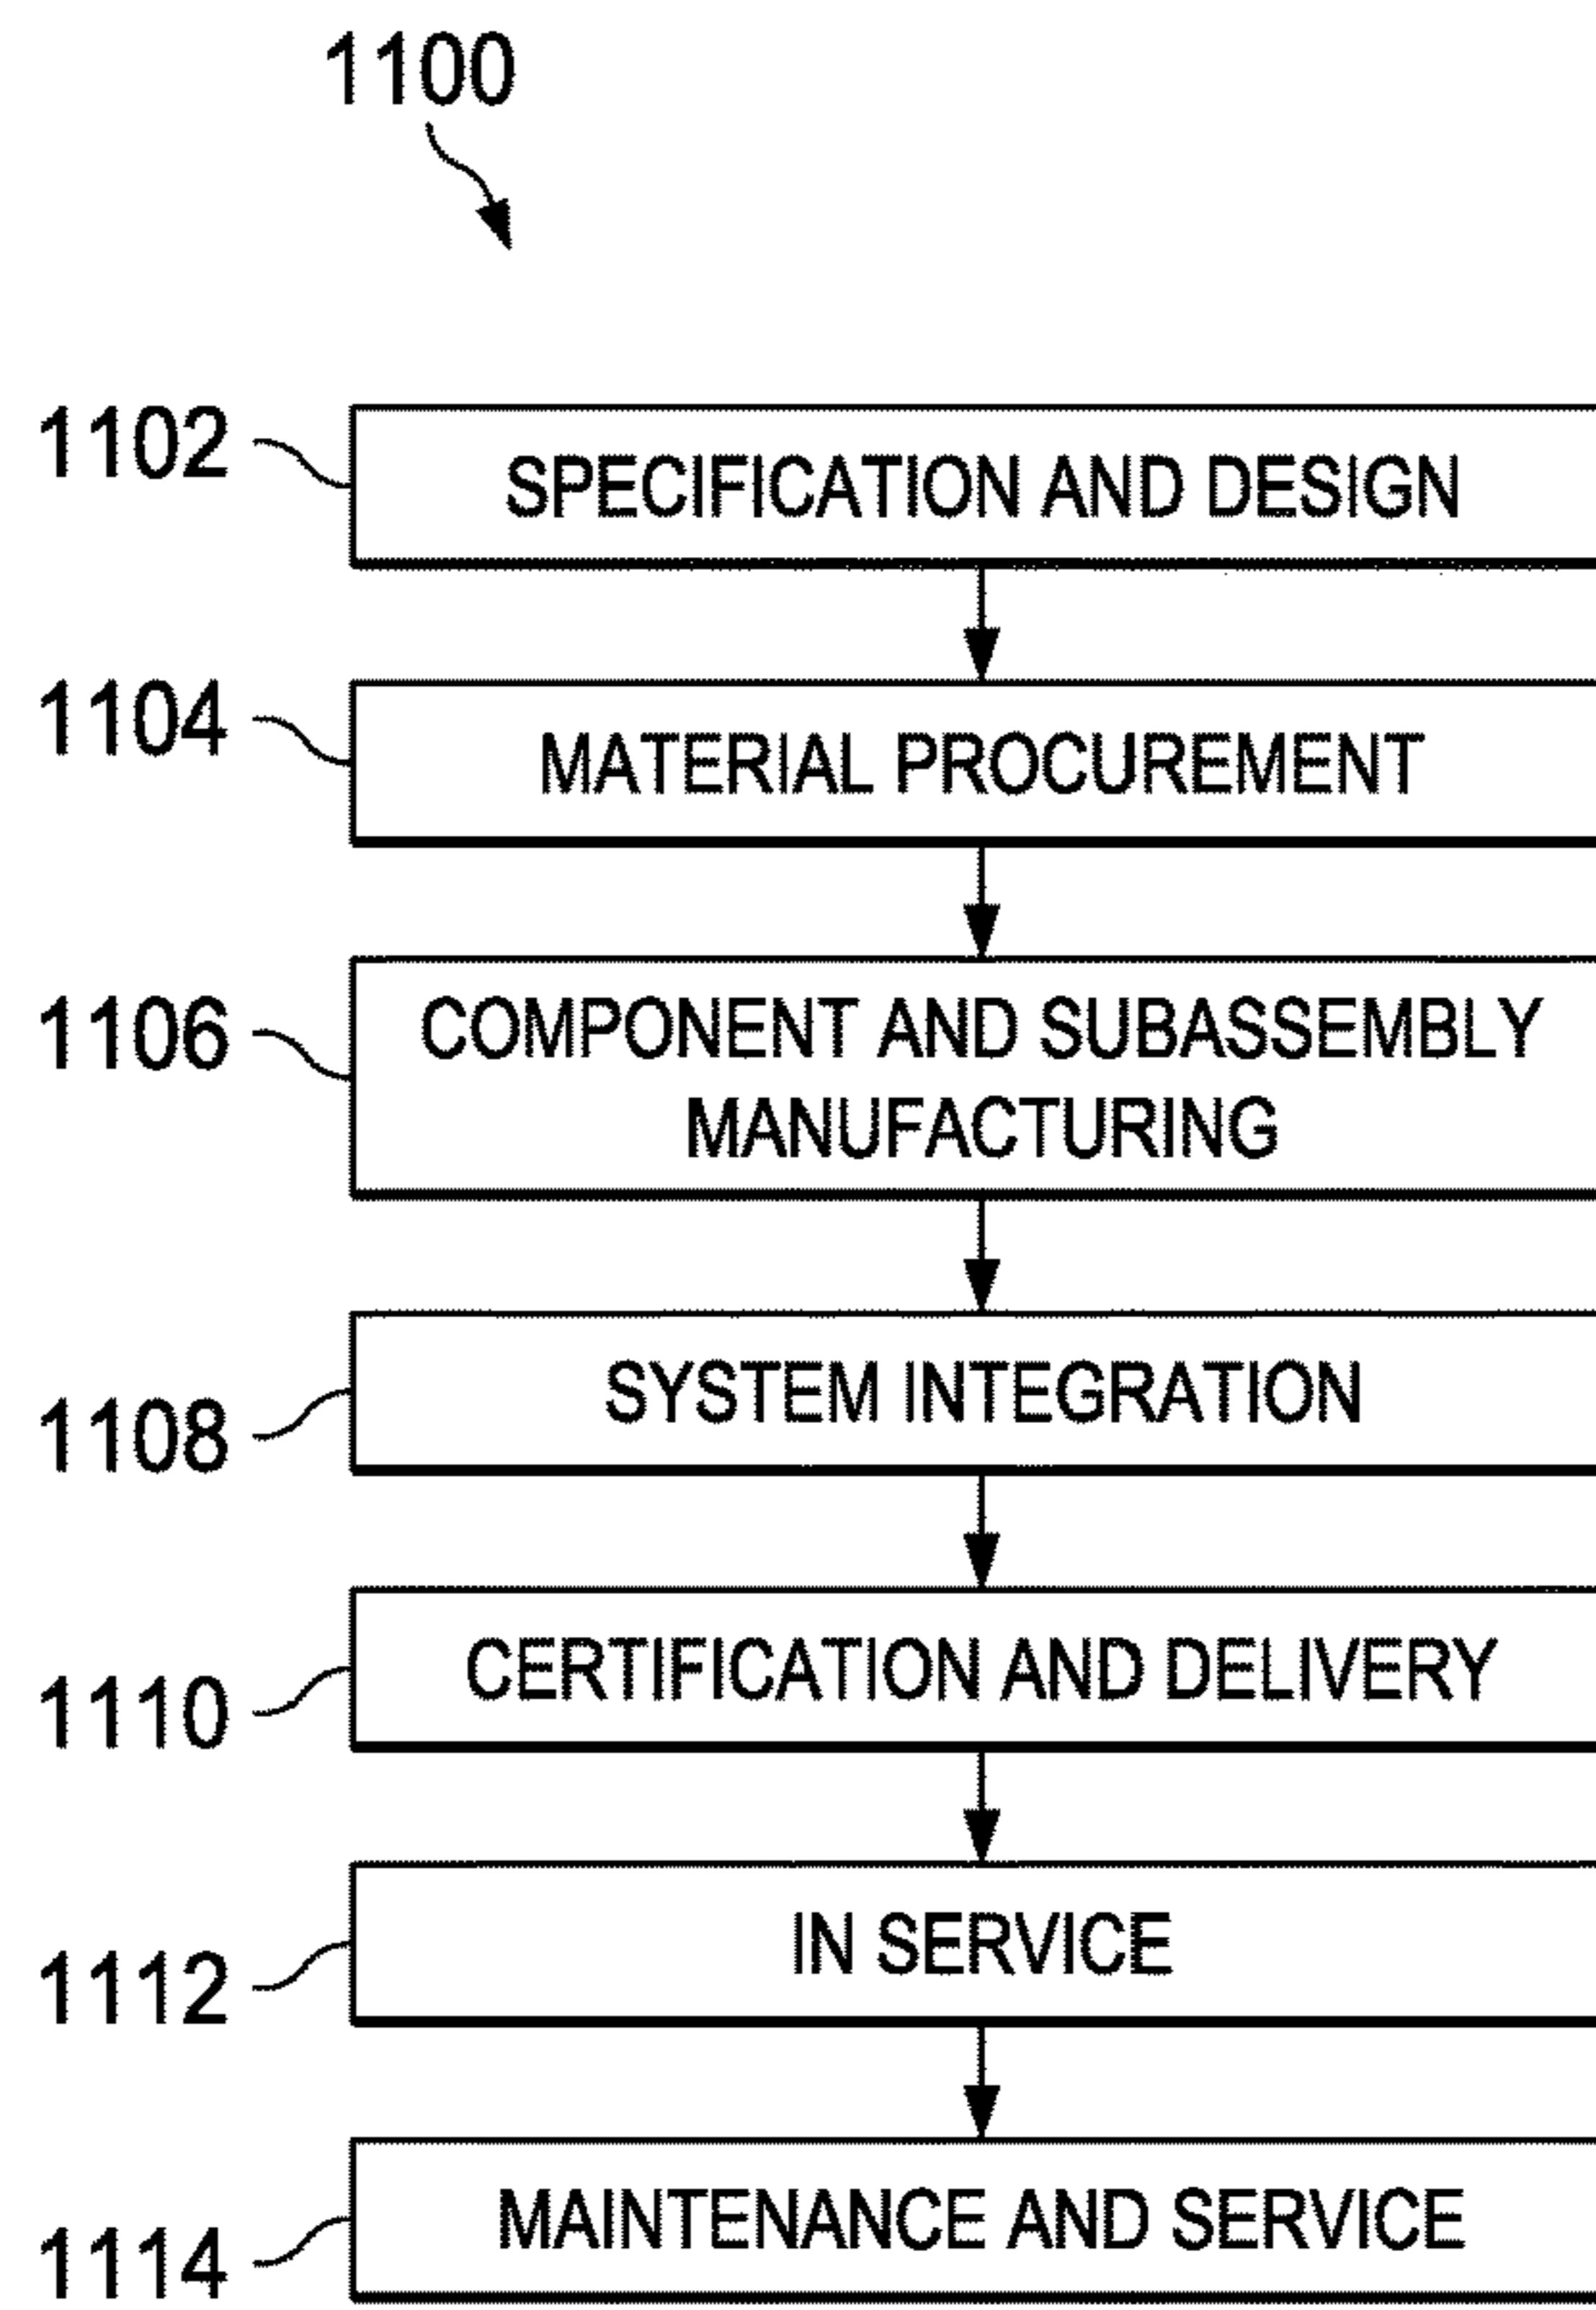 1100
1102
SPECIFICATION AND DESIGN
1104
MATERIAL PROCUREMENT
1106
COMPONENT AND SUBASSEMBLY
MANUFACTURING
1108
SYSTEM INTEGRATION
1110
CERTIFICATION AND DELIVERY
1112
IN SERVICE
1114
MAINTENANCE AND SERVICE